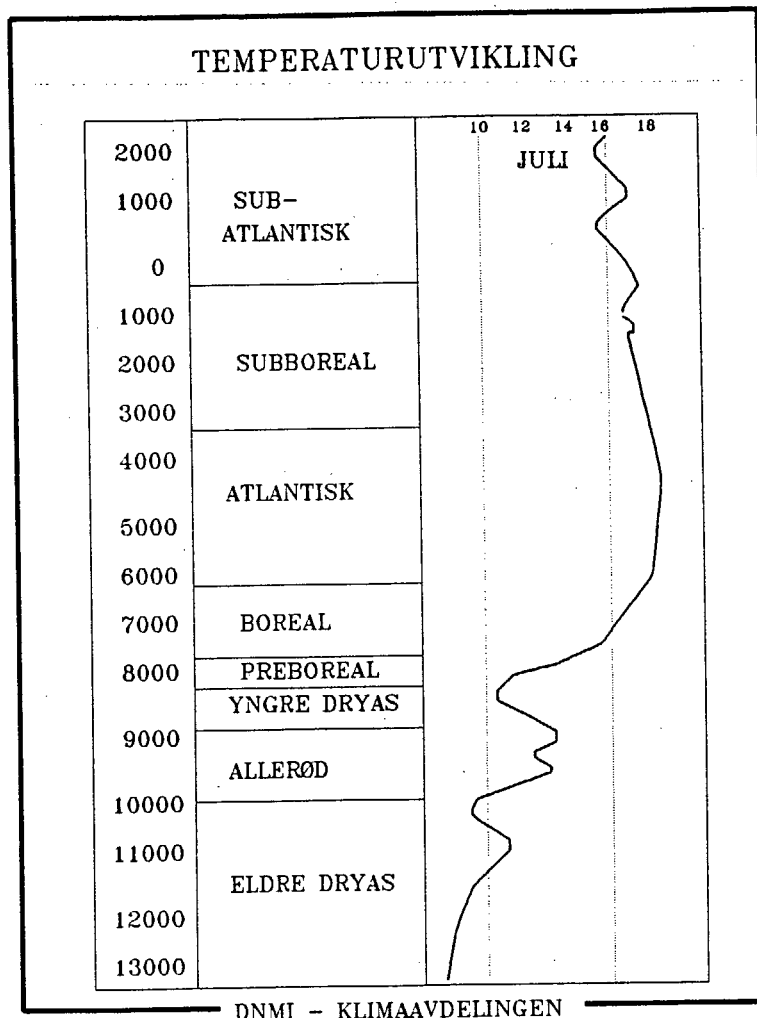 TEMPERATURUTVIKLING
10 12 14 16 18
2000
JULI
1000
SUB-
ATLANTISK
0
1000
2000
SUBBOREAL
3000
4000
ATLANTISK
5000
6000
7000
BOREAL
8000
PREBOREAL
YNGRE DRYAS
9000
ALLERØD
10000
11000
ELDRE DRYAS
12000
13000
DNMI - KLIMAAVDELINGEN